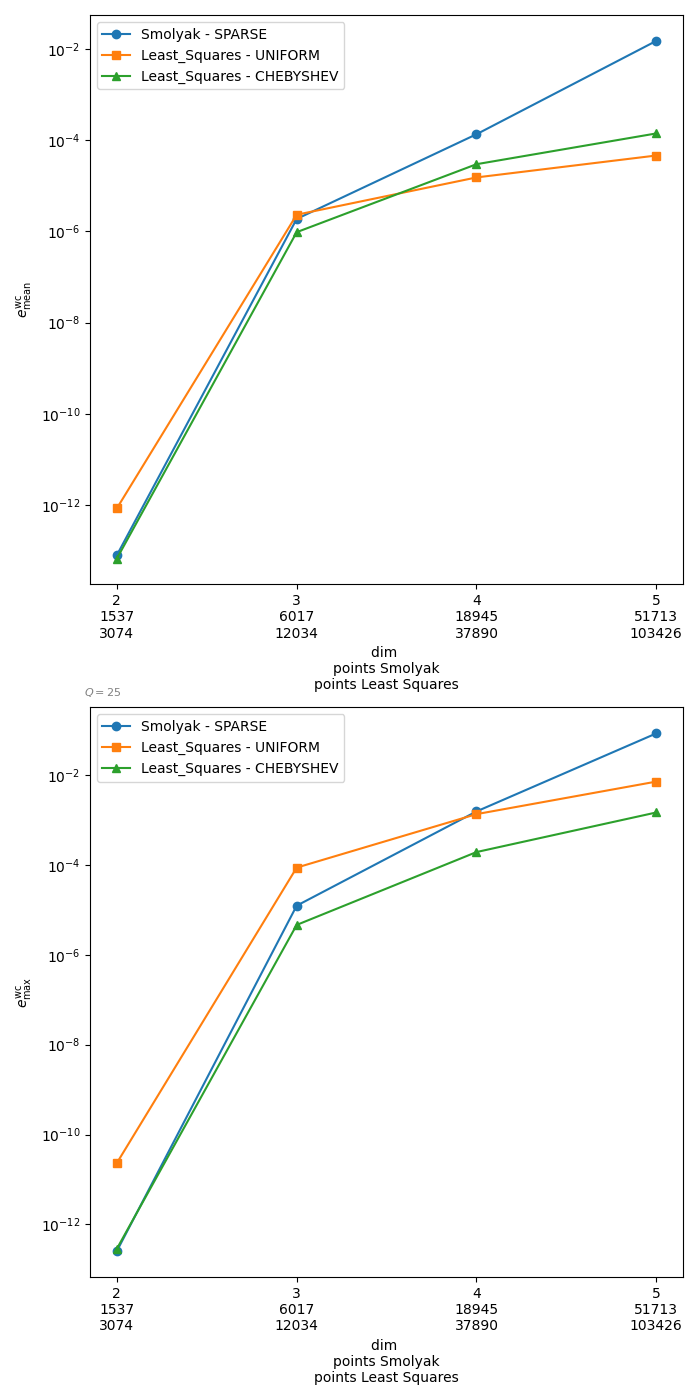 Smolyak - SPARSE
Least_Squares - UNIFORM
Least_Squares - CHEBYSHEV
10⁻²
10⁻⁴
10⁻⁶
10⁻⁸
10⁻¹⁰
10⁻¹²
e^wc_mean
2 3 4 5
1537 6017 18945 51713
3074 12034 37890 103426
dim
points Smolyak
points Least Squares
Q = 25
Smolyak - SPARSE
Least_Squares - UNIFORM
Least_Squares - CHEBYSHEV
10⁻²
10⁻⁴
10⁻⁶
10⁻⁸
10⁻¹⁰
10⁻¹²
e^wc_max
2 3 4 5
1537 6017 18945 51713
3074 12034 37890 103426
dim
points Smolyak
points Least Squares